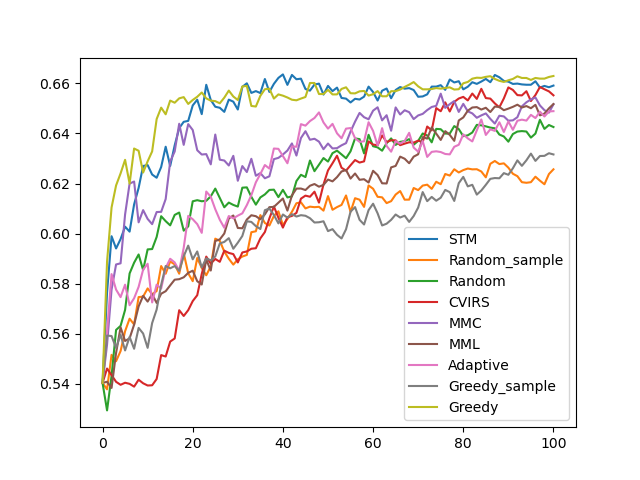 0.66
0.64
0.62
0.60
0.58
0.56
0.54
0 20 40 60 80 100
STM
Random_sample
Random
CVIRS
MMC
MML
Adaptive
Greedy_sample
Greedy